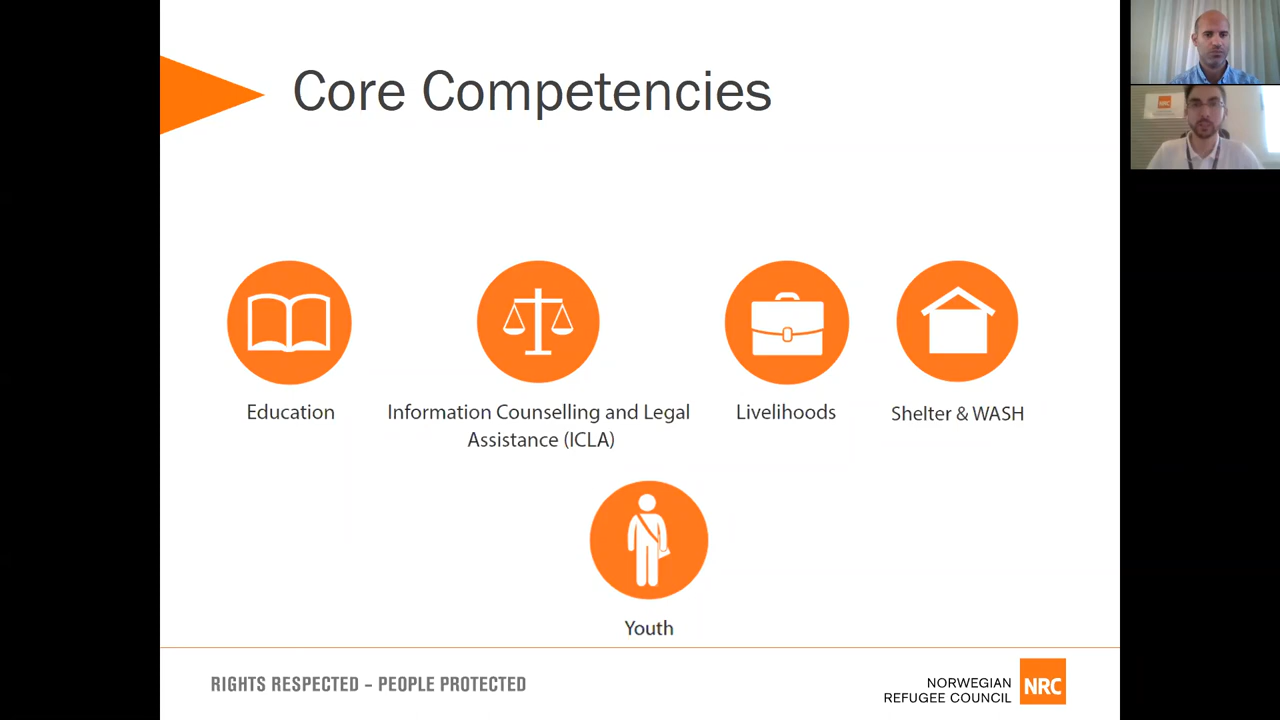 Core Competencies
Education
Information Counselling and Legal
Assistance (ICLA)
Livelihoods
Shelter & WASH
Youth
RIGHTS RESPECTED – PEOPLE PROTECTED
NORWEGIAN
REFUGEE COUNCIL
NRC
NRC